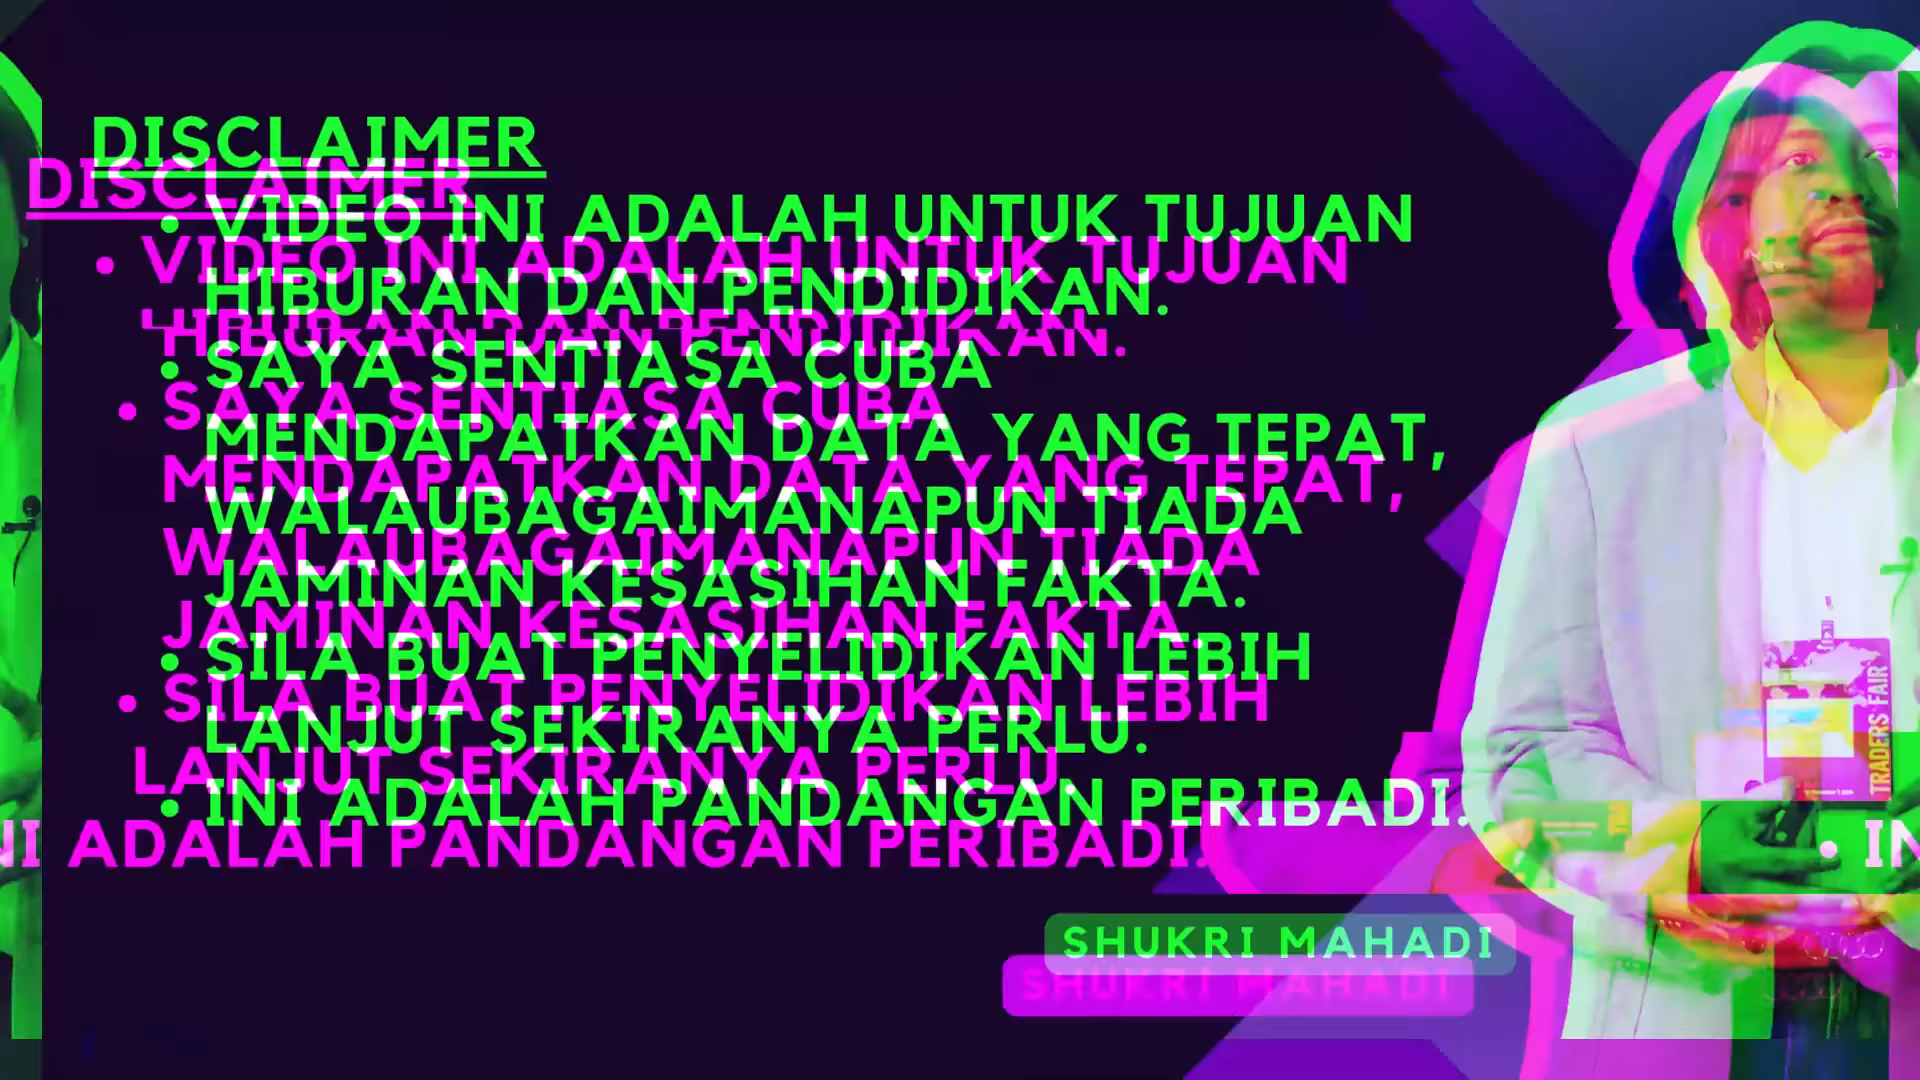 DISCLAIMER
• VIDEO INI ADALAH UNTUK TUJUAN
HIBURAN DAN PENDIDIKAN.
• SAYA SENTIASA CUBA
MENDAPATKAN DATA YANG TEPAT,
WALAUBAGAIMANAPUN TIADA
JAMINAN KESASIHAN FAKTA.
• SILA BUAT PENYELIDIKAN LEBIH
LANJUT SEKIRANYA PERLU.
• INI ADALAH PANDANGAN PERIBADI.
SHUKRI MAHADI
TRADERS FAIR